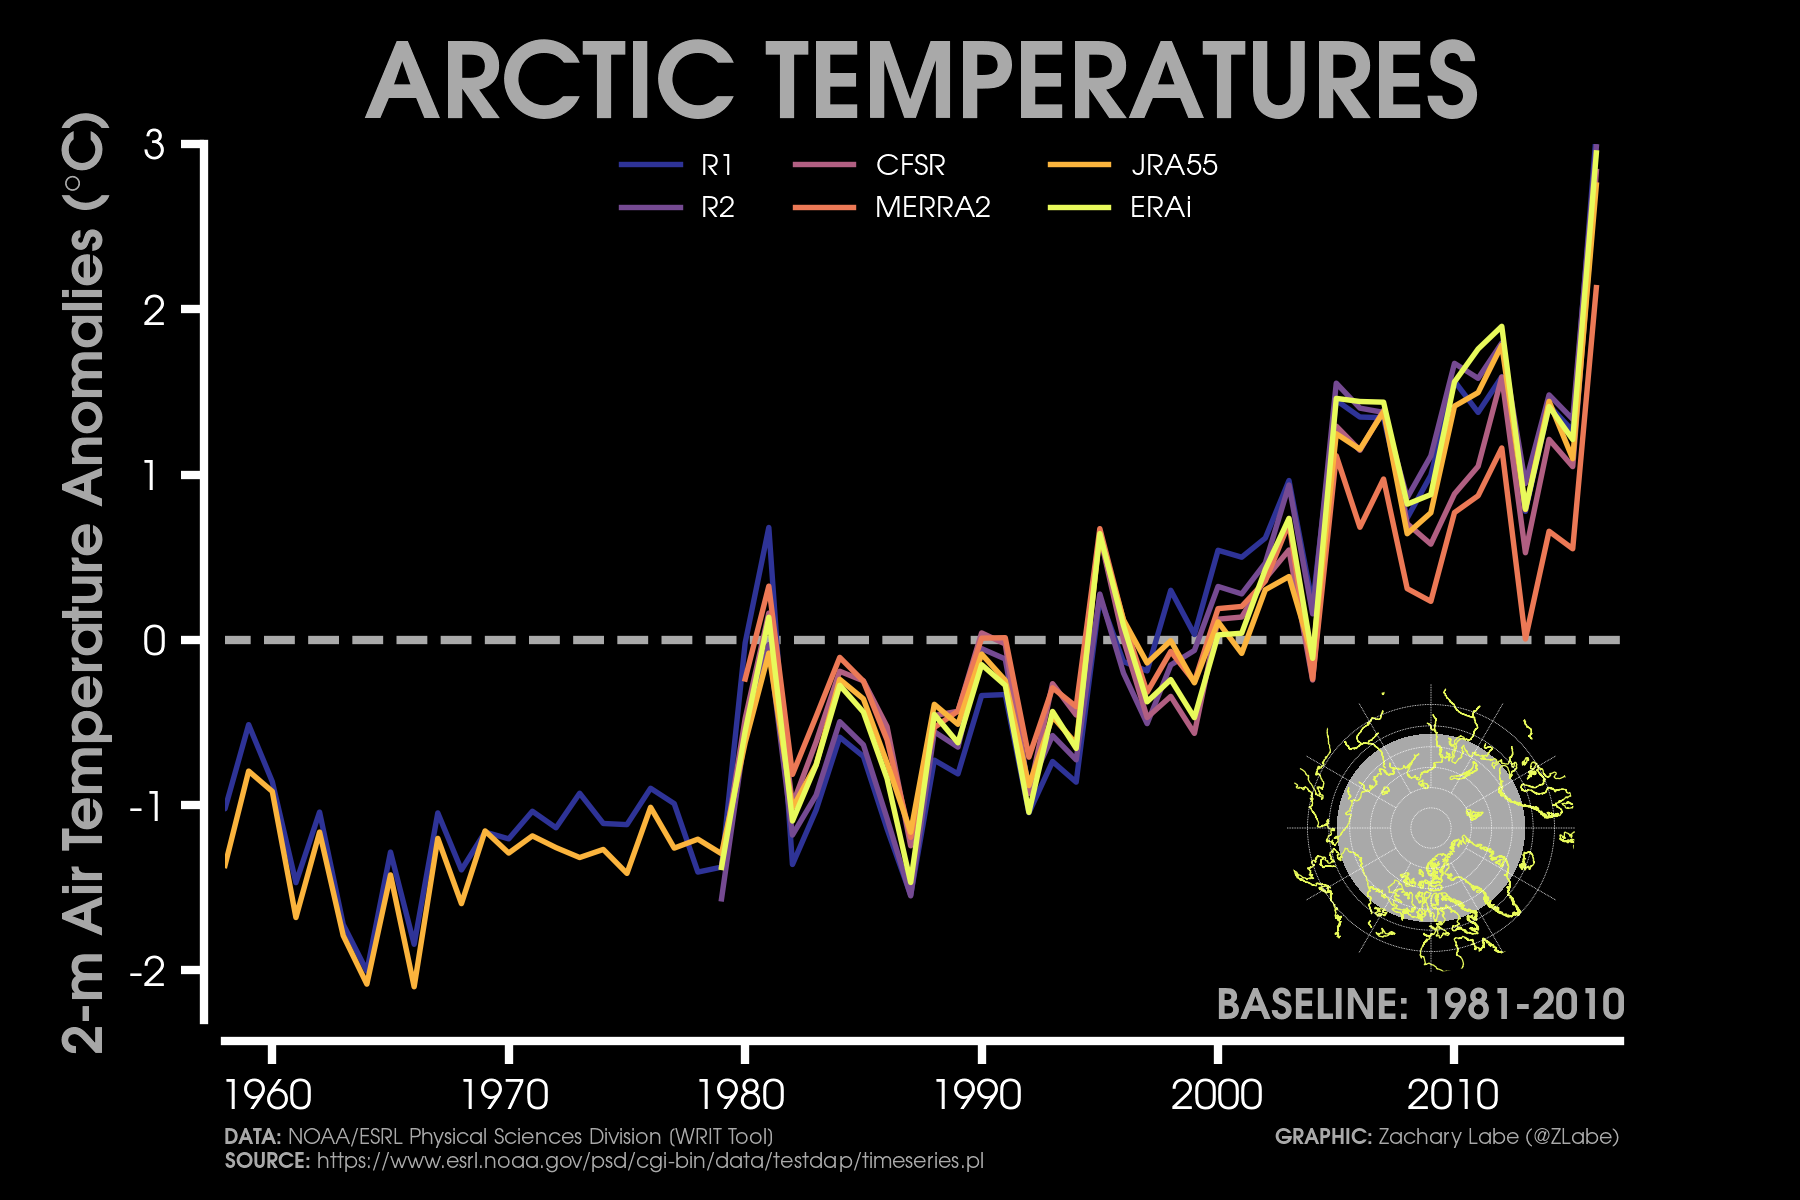 ARCTIC TEMPERATURES
2-m Air Temperature Anomalies (°C)
3
2
1
0
-1
-2
R1
CFSR
JRA55
R2
MERRA2
ERAi
BASELINE: 1981-2010
1960
1970
1980
1990
2000
2010
DATA: NOAA/ESRL Physical Sciences Division (WRIT Tool)
GRAPHIC: Zachary Labe (@ZLabe)
SOURCE: https://www.esrl.noaa.gov/psd/cgi-bin/data/testdap/timeseries.pl